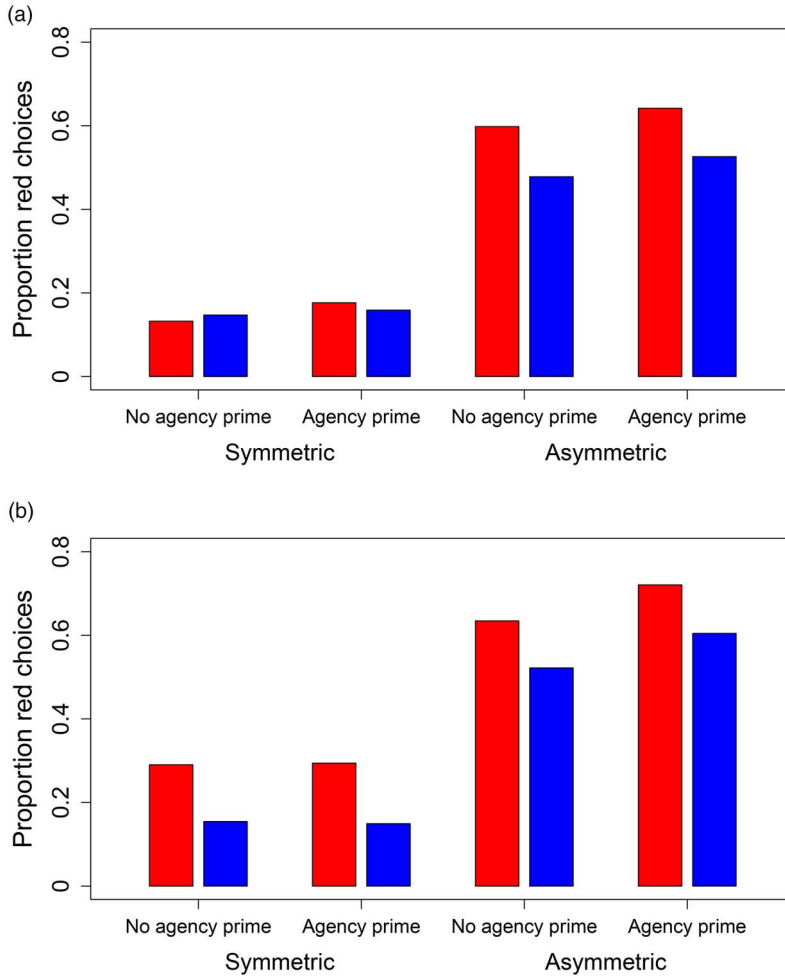 (a)
Proportion red choices
0.8
0.6
0.4
0.2
0
No agency prime Agency prime No agency prime Agency prime
Symmetric Asymmetric
(b)
Proportion red choices
0.8
0.6
0.4
0.2
0
No agency prime Agency prime No agency prime Agency prime
Symmetric Asymmetric